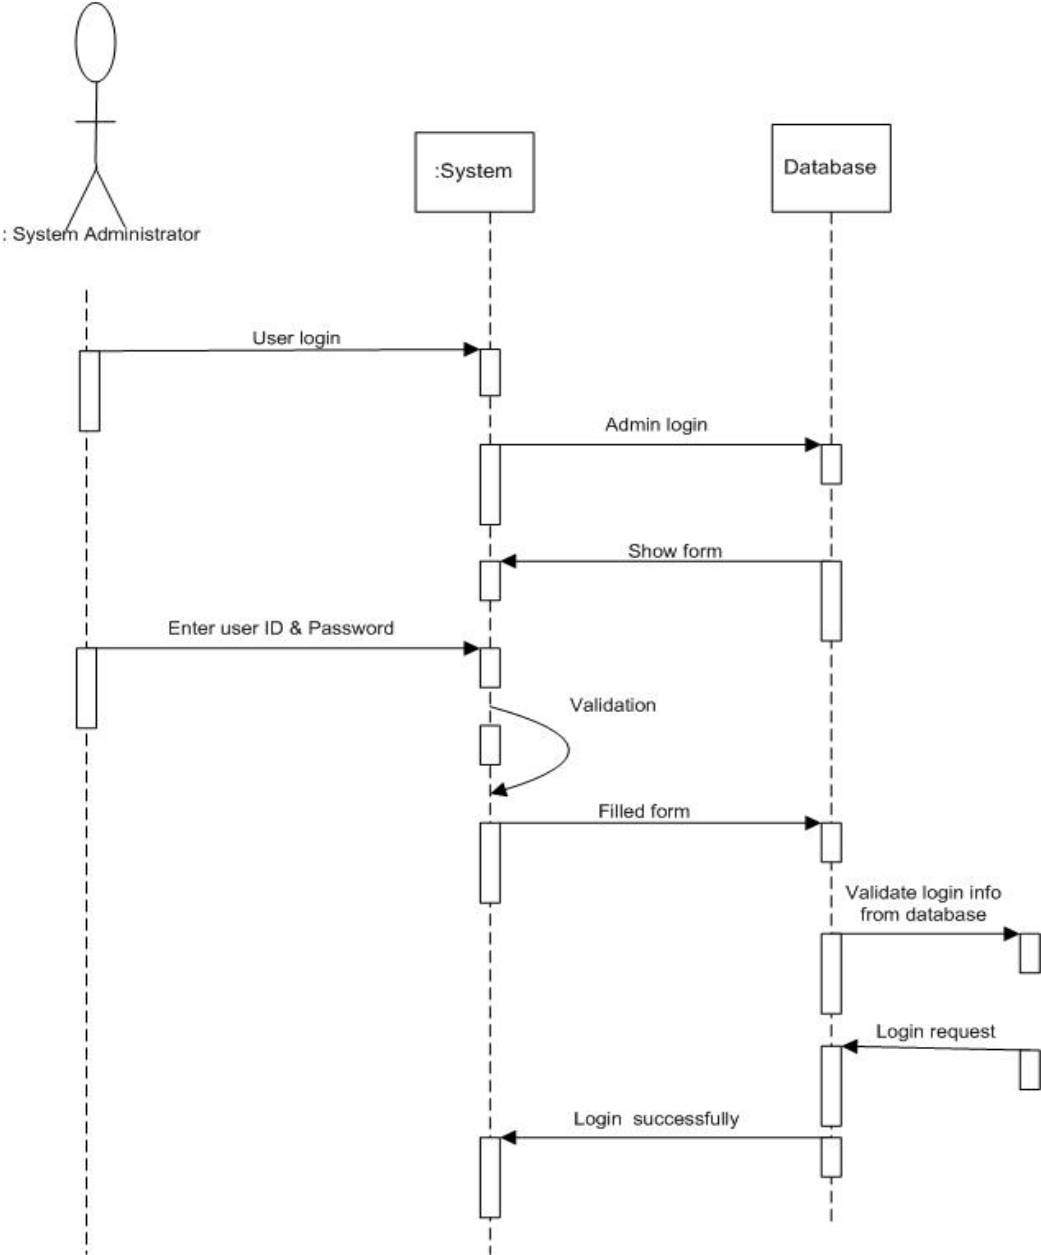 :System
Database
: System Administrator
User login
Admin login
Show form
Enter user ID & Password
Validation
Filled form
Validate login info
from database
Login request
Login  successfully